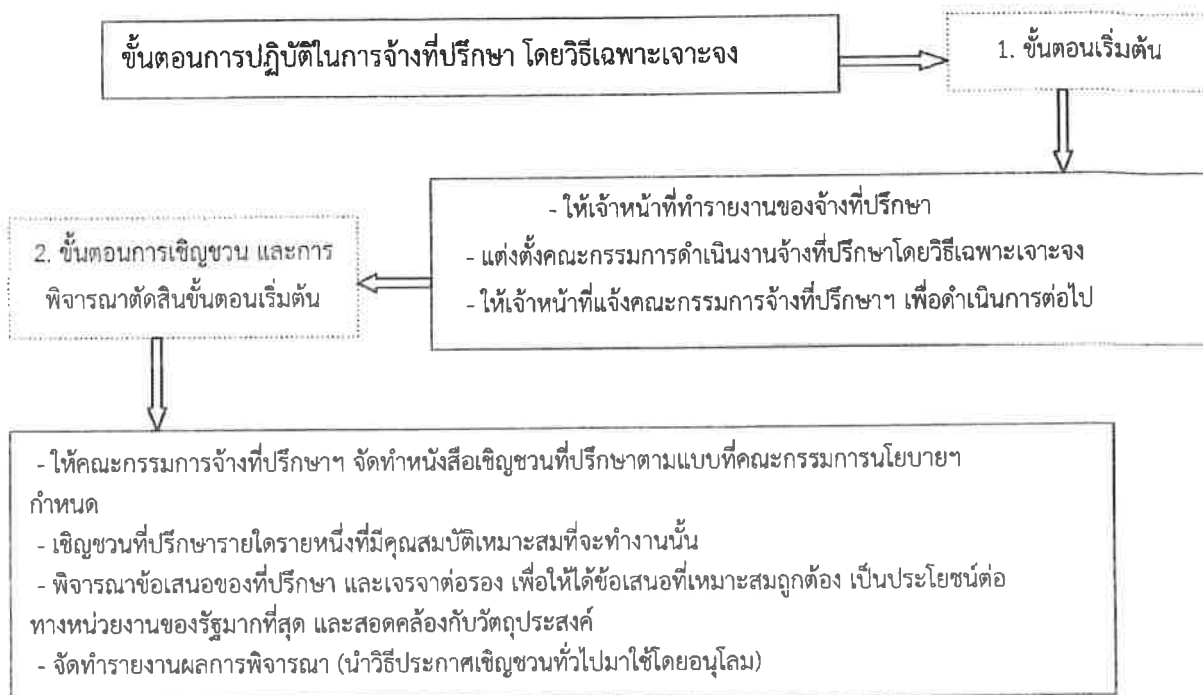 ขั้นตอนการปฏิบัติในการจ้างที่ปรึกษา โดยวิธีเฉพาะเจาะจง
1. ขั้นตอนเริ่มต้น
- ให้เจ้าหน้าที่ทำรายงานของจ้างที่ปรึกษา
- แต่งตั้งคณะกรรมการดำเนินงานจ้างที่ปรึกษาโดยวิธีเฉพาะเจาะจง
- ให้เจ้าหน้าที่แจ้งคณะกรรมการจ้างที่ปรึกษาฯ เพื่อดำเนินการต่อไป
2. ขั้นตอนการเชิญชวน และการ
พิจารณาตัดสินขั้นตอนเริ่มต้น
- ให้คณะกรรมการจ้างที่ปรึกษาฯ จัดทำหนังสือเชิญชวนที่ปรึกษาตามแบบที่คณะกรรมการนโยบายฯ
กำหนด
- เชิญชวนที่ปรึกษารายใดรายหนึ่งที่มีคุณสมบัติเหมาะสมที่จะทำงานนั้น
- พิจารณาข้อเสนอของที่ปรึกษา และเจรจาต่อรอง เพื่อให้ได้ข้อเสนอที่เหมาะสมถูกต้อง เป็นประโยชน์ต่อ
ทางหน่วยงานของรัฐมากที่สุด และสอดคล้องกับวัตถุประสงค์
- จัดทำรายงานผลการพิจารณา (นำวิธีประกาศเชิญชวนทั่วไปมาใช้โดยอนุโลม)